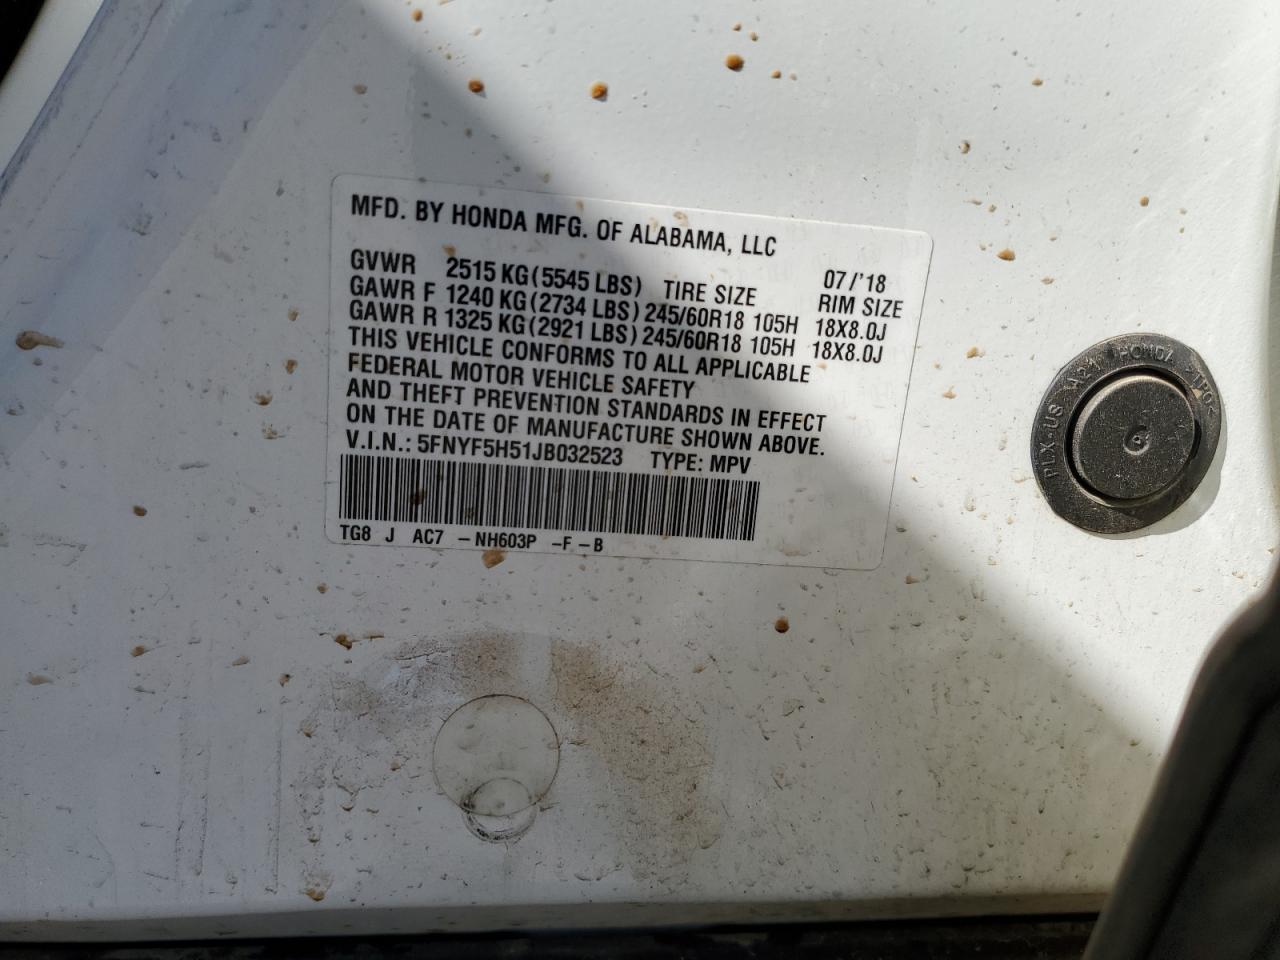 MFD. BY HONDA MFG. OF ALABAMA, LLC
07/'18
GVWR 2515 KG (5545 LBS) TIRE SIZE RIM SIZE
GAWR F 1240 KG (2734 LBS) 245/60R18 105H 18X8.0J
GAWR R 1325 KG (2921 LBS) 245/60R18 105H 18X8.0J
THIS VEHICLE CONFORMS TO ALL APPLICABLE
FEDERAL MOTOR VEHICLE SAFETY
AND THEFT PREVENTION STANDARDS IN EFFECT
ON THE DATE OF MANUFACTURE SHOWN ABOVE.
V.I.N.: 5FNYF5H51JB032523 TYPE: MPV
TG8 J AC7 -NH603P -F -B
PLX-US HONDA >TPO<